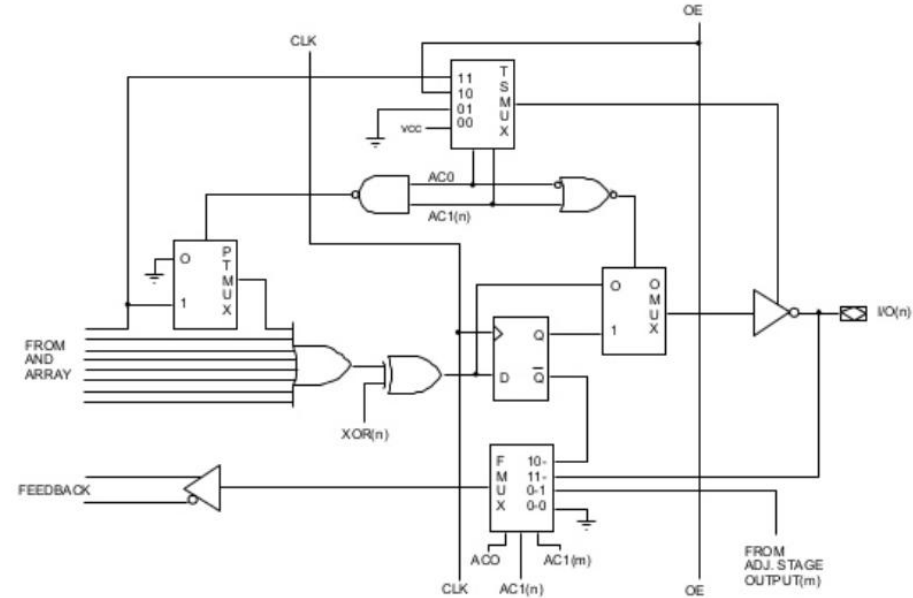 OE
CLK
11
10
01
00
VCC
T
S
M
U
X
AC0
AC1(n)
O
1
P
T
M
U
X
O
1
O
M
U
X
I/O(n)
Q
D
Q
FROM
AND
ARRAY
XOR(n)
FEEDBACK
F
M
U
X
10-
11-
0-1
0-0
ACO
AC1(n)
AC1(m)
CLK
OE
FROM
ADJ. STAGE
OUTPUT(m)